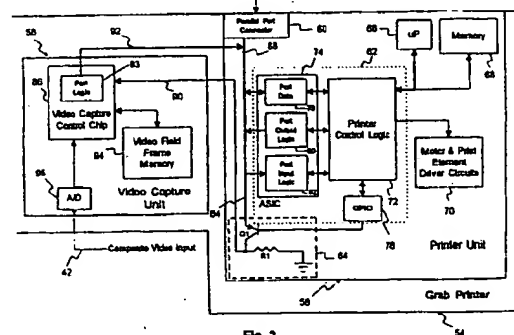 Parallel Port
Connector
60
92
88
66
uP
Memory
68
56
74
62
86
Port
Logic
83
Video Capture
Control Chip
90
Port
Data
Port
Output
Logic
Port
Input
Logic
ASIC
Printer
Control Logic
72
Video Field
Frame
Memory
94
Motor & Print
Element
Driver Circuits
70
96
A/D
Video Capture
Unit
84
GPIO
78
Q1
R1
64
Printer Unit
Composite Video Input
42
58
Grab Printer
54